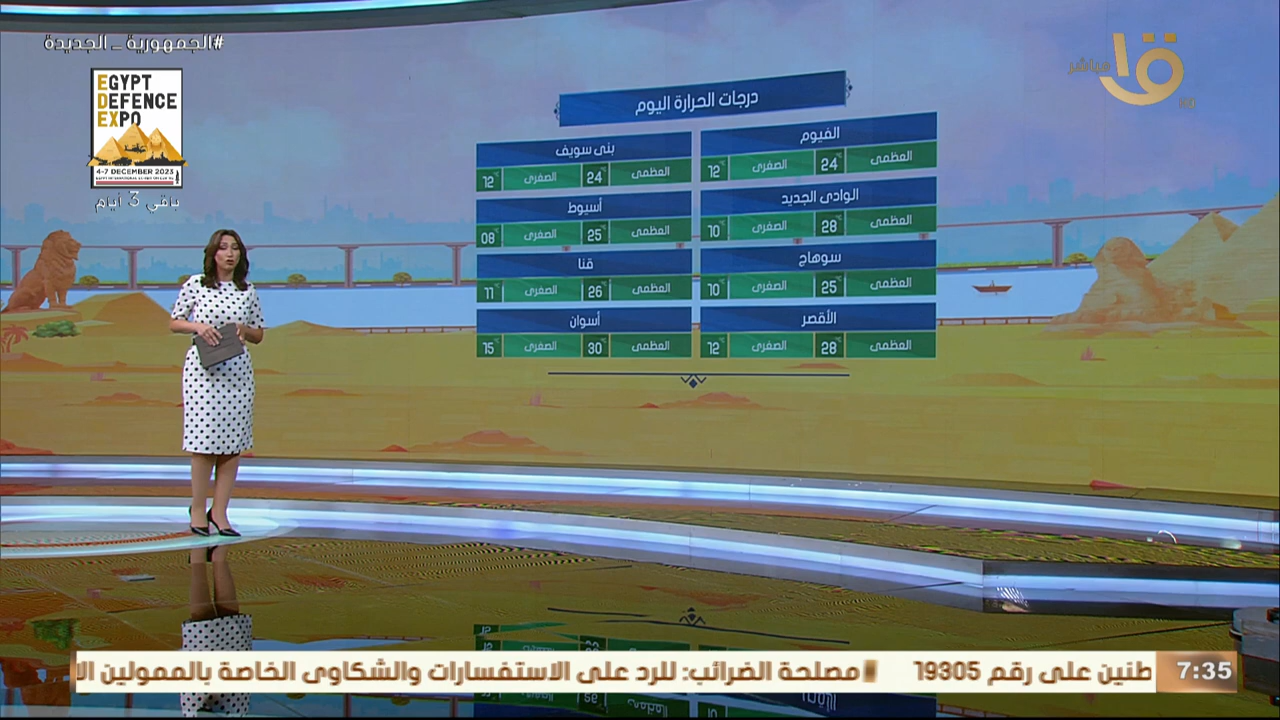 #الجمهورية_الجديدة
EGYPT
DEFENCE
EXPO
4-7 DECEMBER 2023
باقي 3 أيام
مباشر
درجات الحرارة اليوم
الفيوم
العظمى 24°C الصغرى 12°C
بنى سويف
العظمى 24°C الصغرى 12°C
الوادى الجديد
العظمى 28°C الصغرى 10°C
أسيوط
العظمى 25°C الصغرى 08°C
سوهاج
العظمى 25°C الصغرى 10°C
قنا
العظمى 26°C الصغرى 11°C
الأقصر
العظمى 28°C الصغرى 12°C
أسوان
العظمى 30°C الصغرى 15°C
7:35
طنين على رقم 19305 مصلحة الضرائب: للرد على الاستفسارات والشكاوى الخاصة بالممولين الا